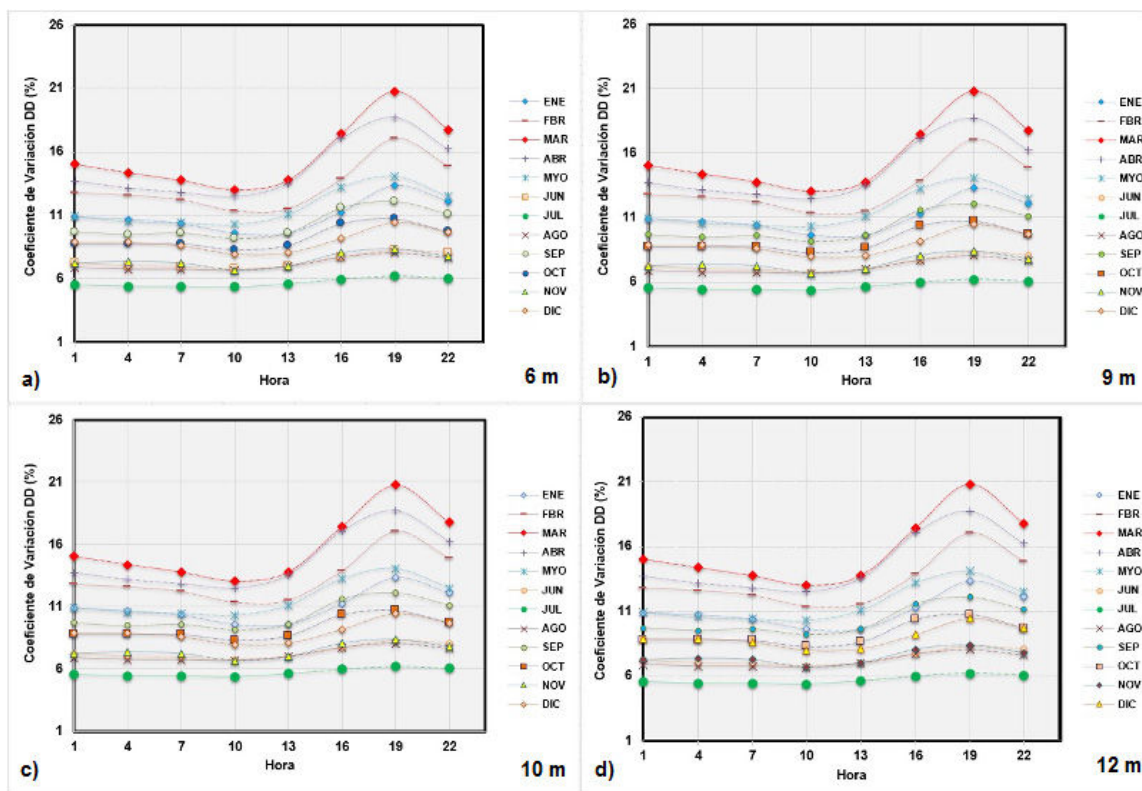 26
21
16
11
6
1
Coeficiente de Variación DD (%)
1 4 7 10 13 16 19 22
Hora
a)
6 m
ENE
FBR
MAR
ABR
MYO
JUN
JUL
AGO
SEP
OCT
NOV
DIC
26
21
16
11
6
1
Coeficiente de Variación DD (%)
1 4 7 10 13 16 19 22
Hora
b)
9 m
ENE
FBR
MAR
ABR
MYO
JUN
JUL
AGO
SEP
OCT
NOV
DIC
26
21
16
11
6
1
Coeficiente de Variación DD (%)
1 4 7 10 13 16 19 22
Hora
c)
10 m
ENE
FBR
MAR
ABR
MYO
JUN
JUL
AGO
SEP
OCT
NOV
DIC
26
21
16
11
6
1
Coeficiente de Variación DD (%)
1 4 7 10 13 16 19 22
Hora
d)
12 m
ENE
FBR
MAR
ABR
MYO
JUN
JUL
AGO
SEP
OCT
NOV
DIC